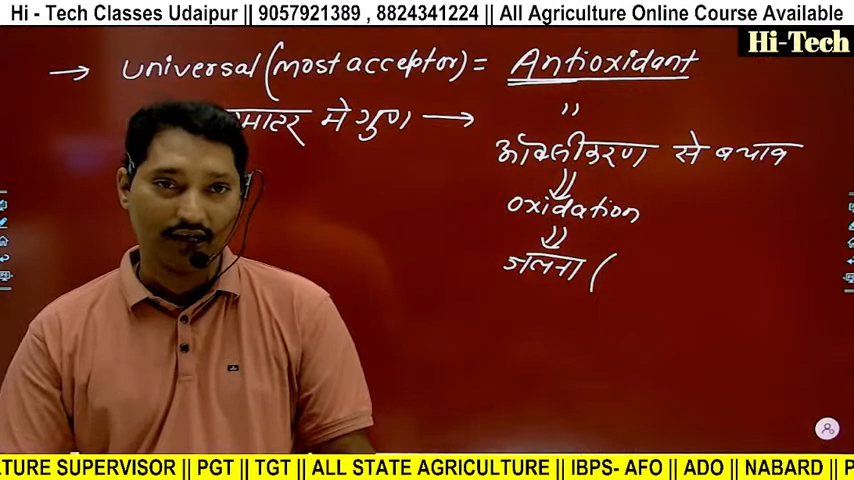 Hi - Tech Classes Udaipur || 9057921389 , 8824341224 || All Agriculture Online Course Available
Hi-Tech
→ universal (most acceptor) = Antioxidant
माटर में गुण → "
ऑक्सीकरण से बचाव
oxidation
जलना (
LTURE SUPERVISOR || PGT || TGT || ALL STATE AGRICULTURE || IBPS- AFO || ADO || NABARD || P